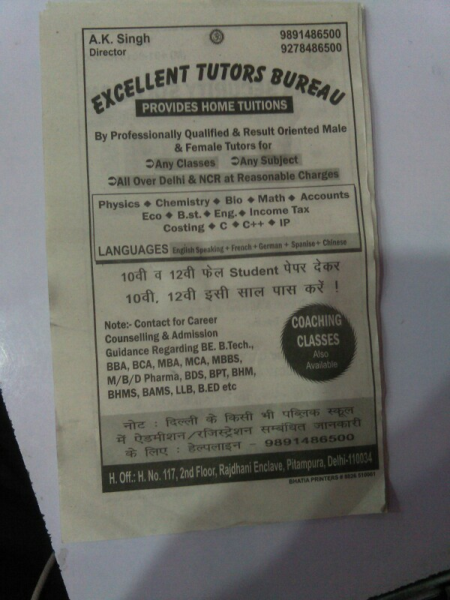 A.K. Singh
Director
9891486500
9278486500
EXCELLENT TUTORS BUREAU
PROVIDES HOME TUITIONS
By Professionally Qualified & Result Oriented Male
& Female Tutors for
Any Classes Any Subject
All Over Delhi & NCR at Reasonable Charges
Physics ◆ Chemistry ◆ Bio ◆ Math ◆ Accounts
Eco ◆ B.st. ◆ Eng. ◆ Income Tax
Costing ◆ C ◆ C++ ◆ IP
LANGUAGES English Speaking + French + German + Spanise + Chinese
10वी व 12वी फेल Student पेपर देकर
10वी, 12वी इसी साल पास करें !
Note:- Contact for Career
Counselling & Admission
Guidance Regarding BE. B.Tech.,
BBA, BCA, MBA, MCA, MBBS,
M/B/D Pharma, BDS, BPT, BHM,
BHMS, BAMS, LLB, B.ED etc
COACHING
CLASSES
Also
Available
नोट : दिल्ली के किसी भी पब्लिक स्कूल
में ऐडमीशन/रजिस्ट्रेशन सम्बंधित जानकारी
के लिए : हेल्पलाइन - 9891486500
H. Off.: H. No. 117, 2nd Floor, Rajdhani Enclave, Pitampura, Delhi-110034
BHATIA PRINTERS